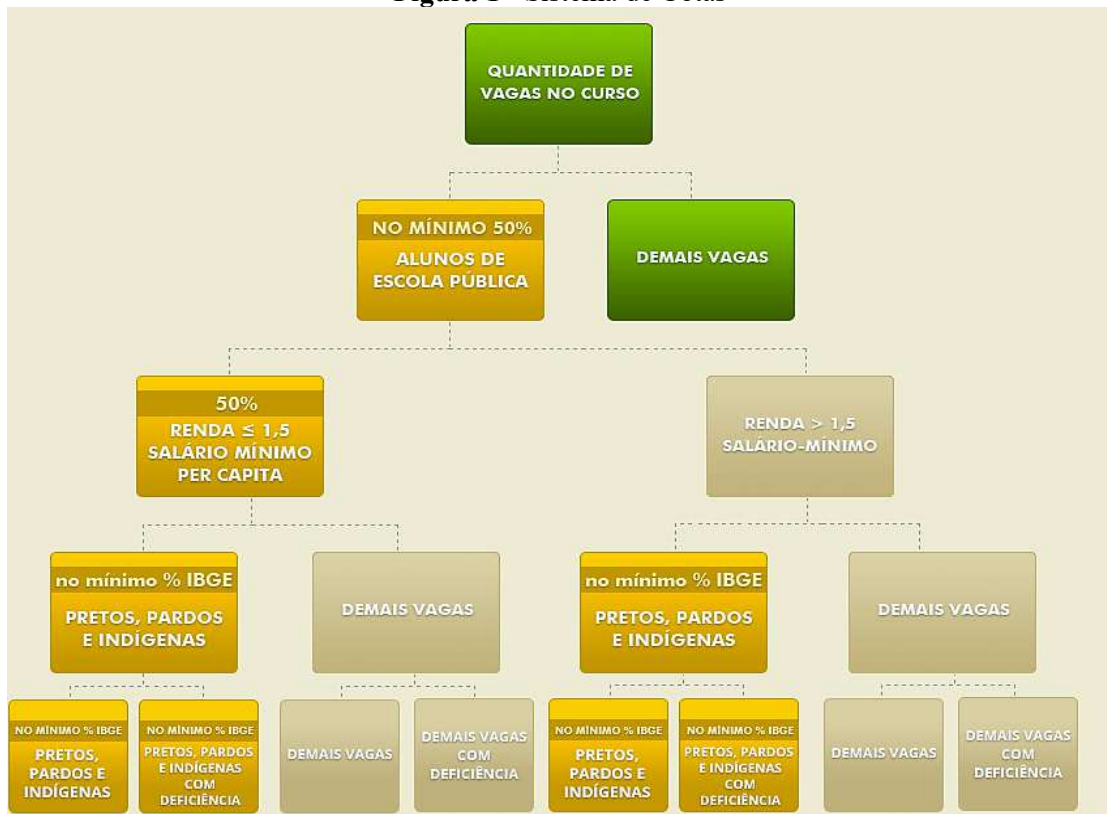 QUANTIDADE DE
VAGAS NO CURSO
NO MÍNIMO 50%
ALUNOS DE
ESCOLA PÚBLICA
DEMAIS VAGAS
50%
RENDA ≤ 1,5
SALÁRIO MÍNIMO
PER CAPITA
RENDA > 1,5
SALÁRIO-MÍNIMO
no mínimo % IBGE
PRETOS, PARDOS
E INDÍGENAS
DEMAIS VAGAS
no mínimo % IBGE
PRETOS, PARDOS
E INDÍGENAS
DEMAIS VAGAS
NO MÍNIMO % IBGE
PRETOS,
PARDOS E
INDÍGENAS
NO MÍNIMO % IBGE
PRETOS, PARDOS
E INDÍGENAS
COM
DEFICIÊNCIA
DEMAIS VAGAS
DEMAIS VAGAS
COM
DEFICIÊNCIA
NO MÍNIMO % IBGE
PRETOS,
PARDOS E
INDÍGENAS
NO MÍNIMO % IBGE
PRETOS, PARDOS
E INDÍGENAS
COM
DEFICIÊNCIA
DEMAIS VAGAS
DEMAIS VAGAS
COM
DEFICIÊNCIA